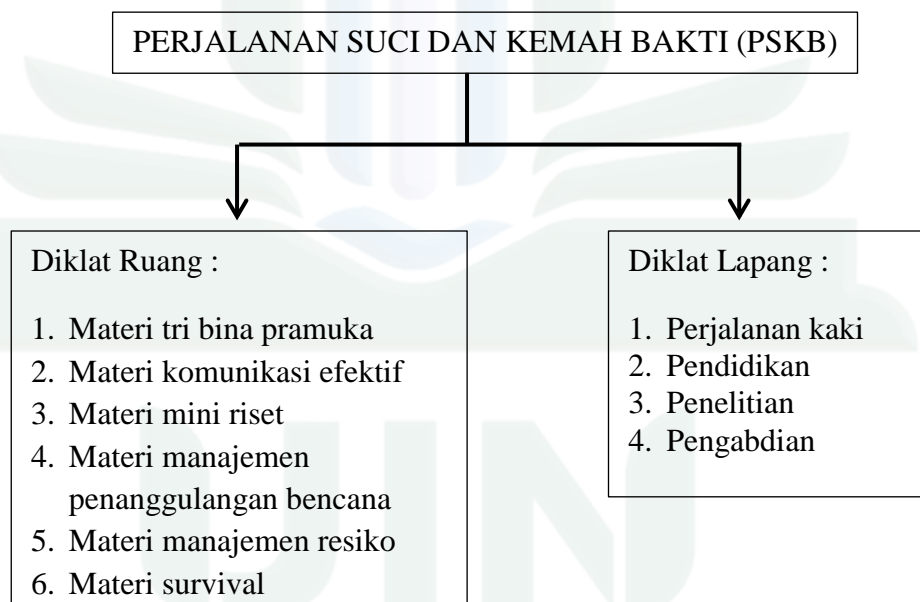 PERJALANAN SUCI DAN KEMAH BAKTI (PSKB)
Diklat Ruang :
1. Materi tri bina pramuka
2. Materi komunikasi efektif
3. Materi mini riset
4. Materi manajemen
penanggulangan bencana
5. Materi manajemen resiko
6. Materi survival
Diklat Lapang :
1. Perjalanan kaki
2. Pendidikan
3. Penelitian
4. Pengabdian
UIN